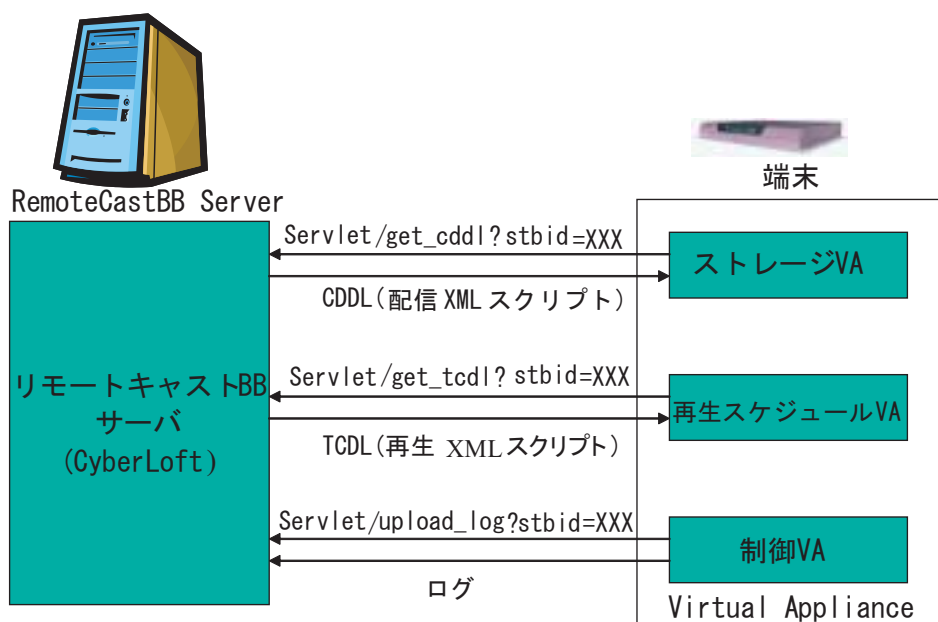 端末
RemoteCastBB Server
Servlet/get_cddl?stbid=XXX
ストレージVA
CDDL(配信 XML スクリプト)
リモートキャストBB
サーバ
(CyberLoft)
Servlet/get_tcdl? stbid=XXX
再生スケジュールVA
TCDL(再生 XMLスクリプト)
Servlet/upload_log?stbid=XXX
制御VA
ログ
Virtual Appliance